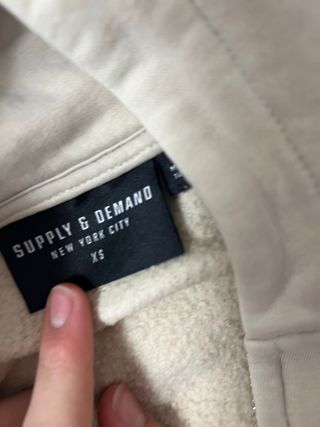 SUPPLY & DEMAND
NEW YORK CITY
XS